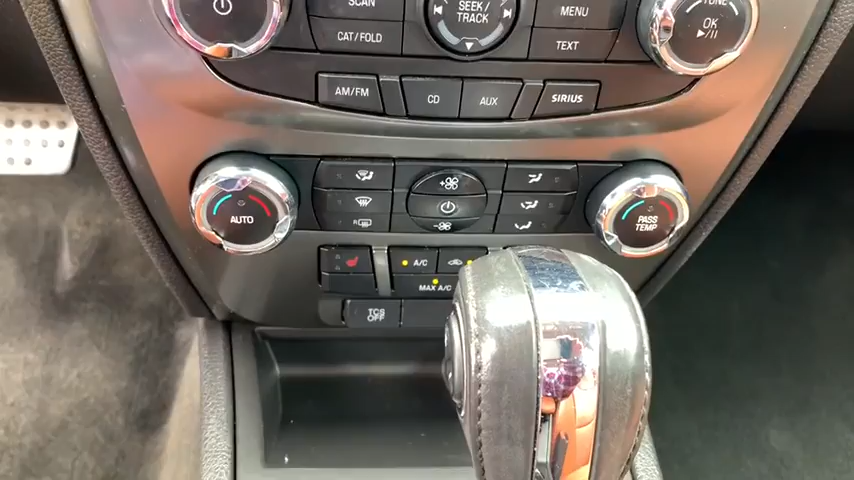 SCAN
SEEK/
TRACK
MENU
TUNE
OK
CAT/FOLD
TEXT
AM/FM
CD
AUX
SIRIUS
AUTO
R
PASS
TEMP
A/C
MAX A/C
TCS
OFF